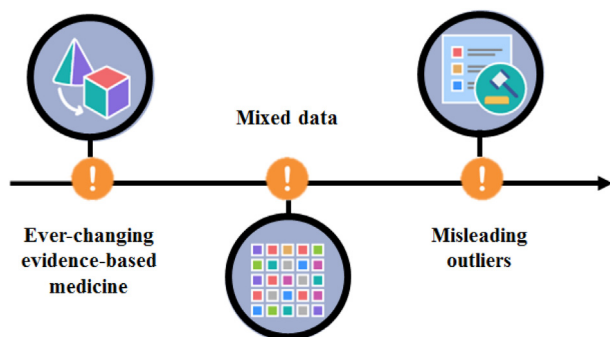 Mixed data
!
!
!
Ever-changing
evidence-based
medicine
Misleading
outliers